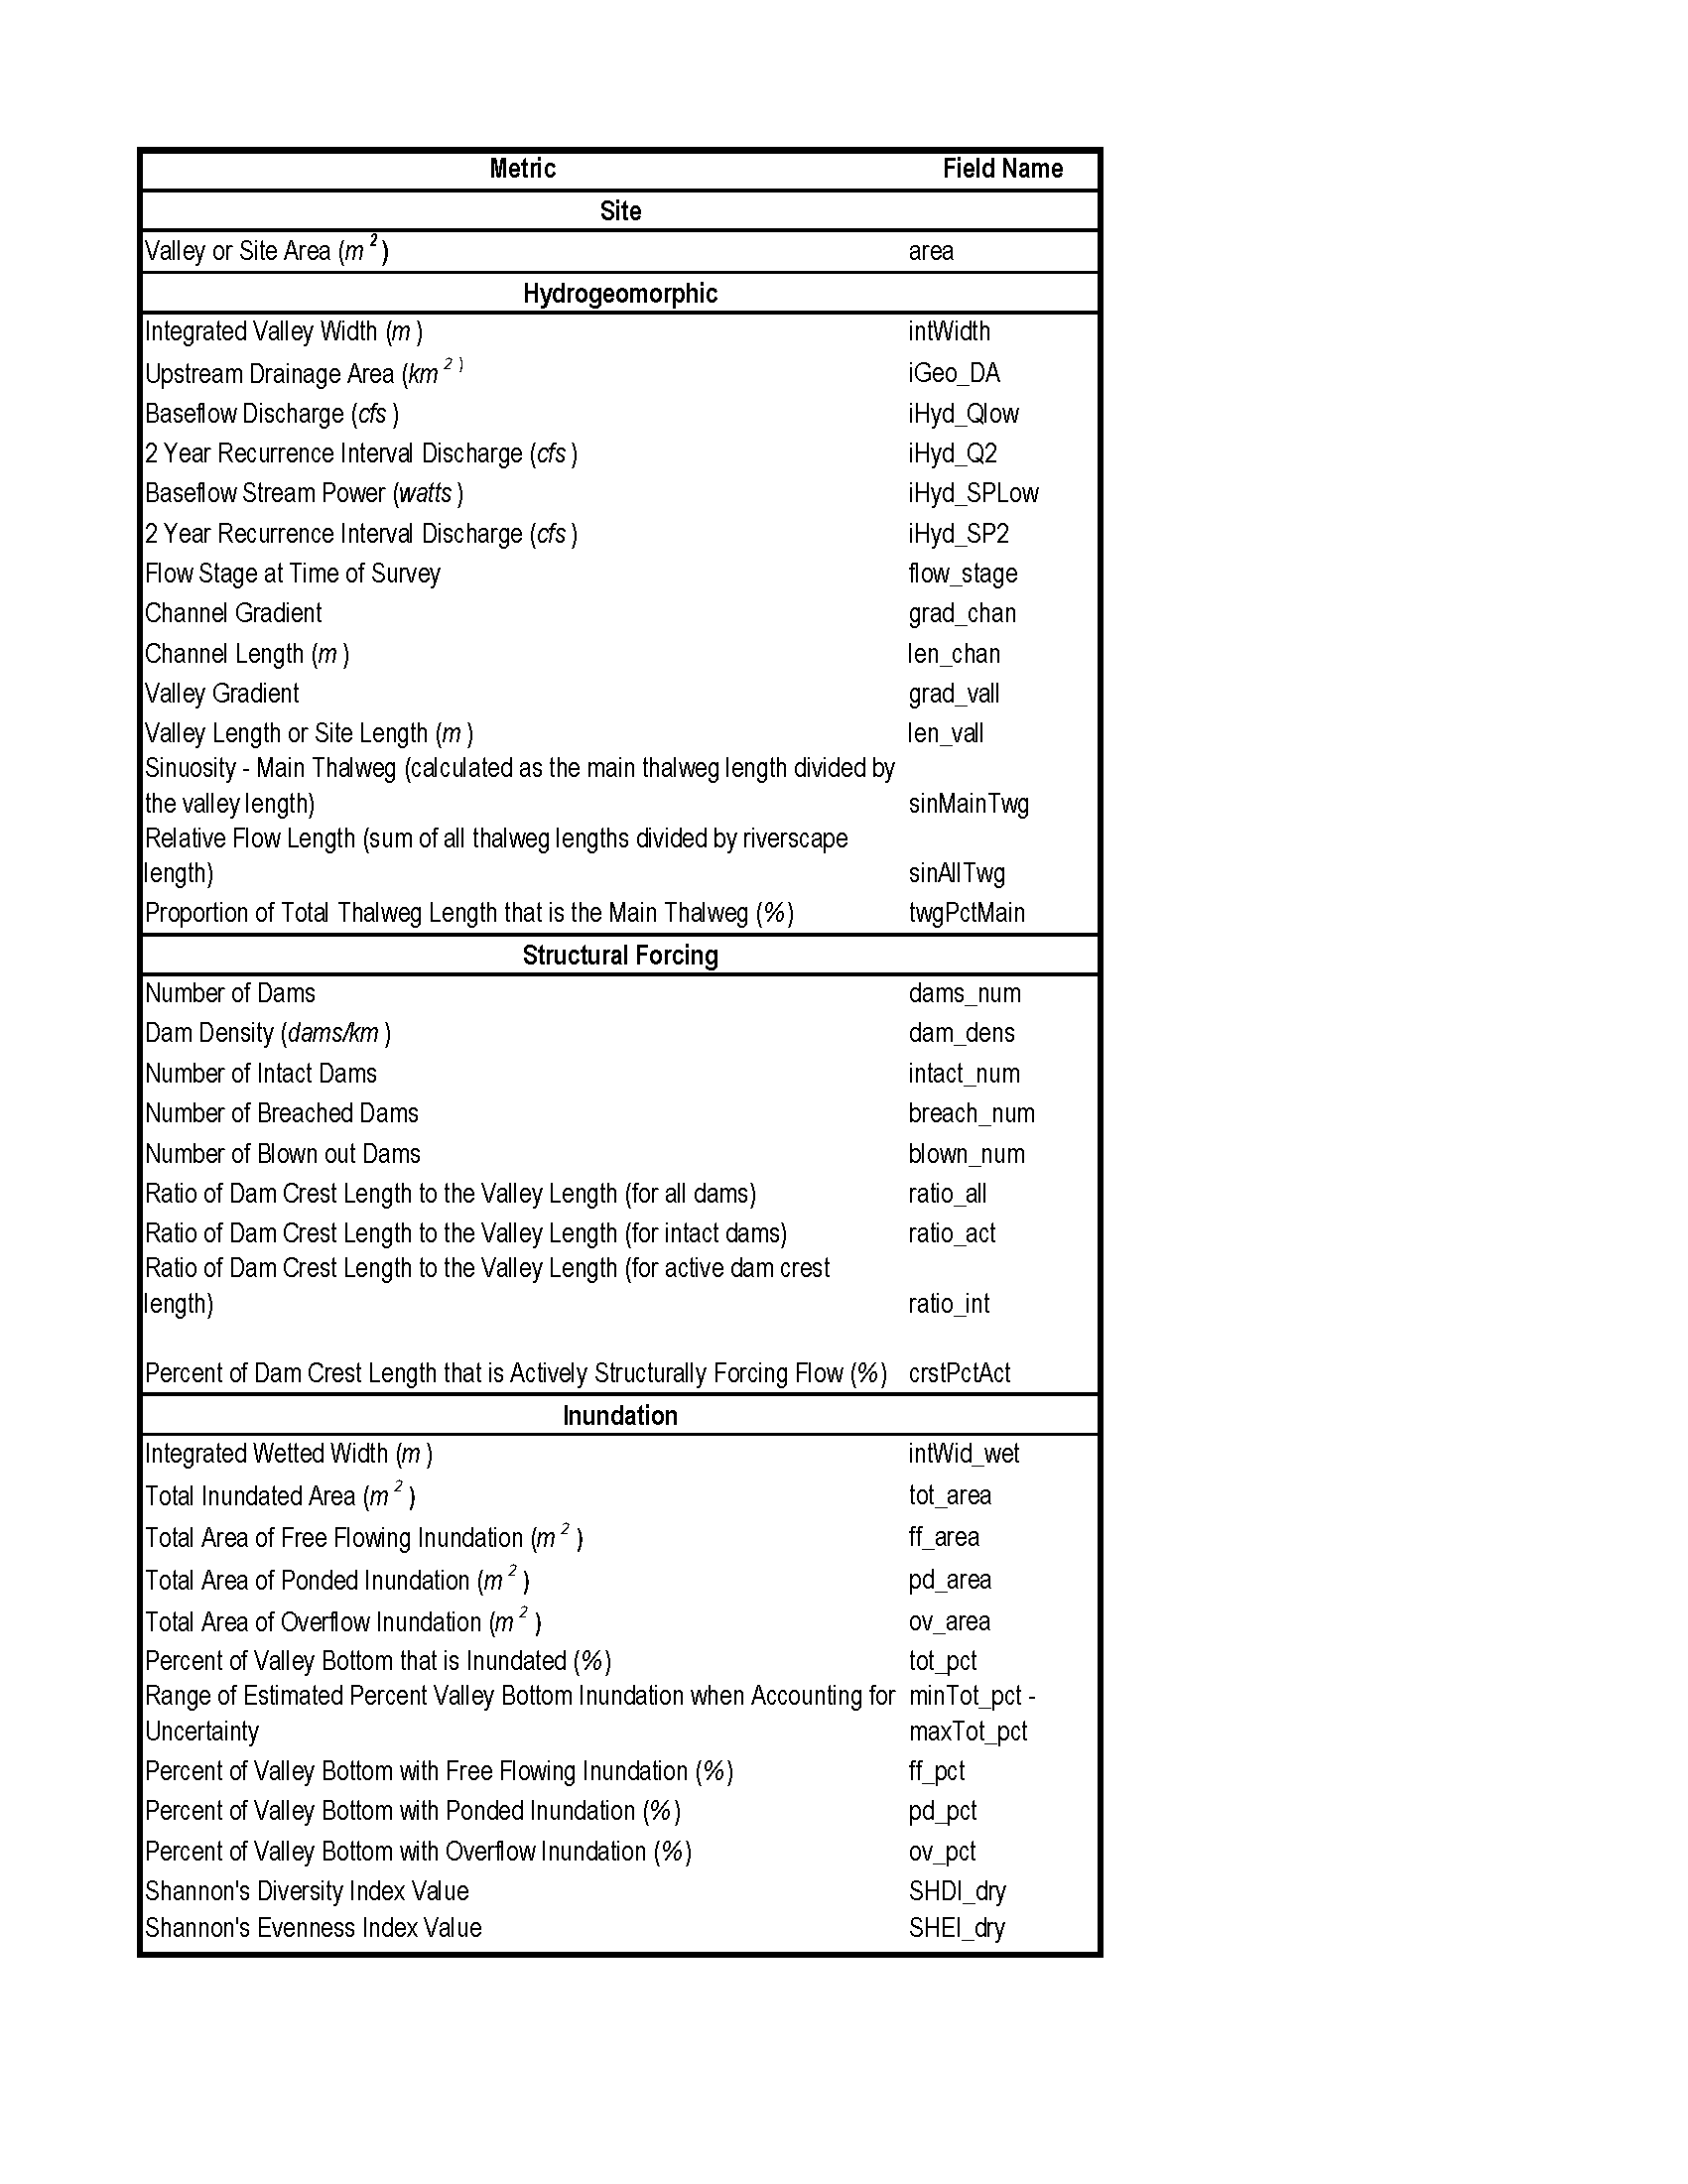 Metric Field Name
Site
Valley or Site Area (m 2 ) area
Hydrogeomorphic
Integrated Valley Width (m ) intWidth
Upstream Drainage Area (km 2 ) iGeo_DA
Baseflow Discharge (cfs ) iHyd_Qlow
2 Year Recurrence Interval Discharge (cfs ) iHyd_Q2
Baseflow Stream Power (watts ) iHyd_SPLow
2 Year Recurrence Interval Discharge (cfs ) iHyd_SP2
Flow Stage at Time of Survey flow_stage
Channel Gradient grad_chan
Channel Length (m ) len_chan
Valley Gradient grad_vall
Valley Length or Site Length (m ) len_vall
Sinuosity - Main Thalweg (calculated as the main thalweg length divided by
the valley length) sinMainTwg
Relative Flow Length (sum of all thalweg lengths divided by riverscape
length) sinAllTwg
Proportion of Total Thalweg Length that is the Main Thalweg (%) twgPctMain
Structural Forcing
Number of Dams dams_num
Dam Density (dams/km ) dam_dens
Number of Intact Dams intact_num
Number of Breached Dams breach_num
Number of Blown out Dams blown_num
Ratio of Dam Crest Length to the Valley Length (for all dams) ratio_all
Ratio of Dam Crest Length to the Valley Length (for intact dams) ratio_act
Ratio of Dam Crest Length to the Valley Length (for active dam crest
length) ratio_int
Percent of Dam Crest Length that is Actively Structurally Forcing Flow (%) crstPctAct
Inundation
Integrated Wetted Width (m ) intWid_wet
Total Inundated Area (m 2 ) tot_area
Total Area of Free Flowing Inundation (m 2 ) ff_area
Total Area of Ponded Inundation (m 2 ) pd_area
Total Area of Overflow Inundation (m 2 ) ov_area
Percent of Valley Bottom that is Inundated (%) tot_pct
Range of Estimated Percent Valley Bottom Inundation when Accounting for minTot_pct -
Uncertainty maxTot_pct
Percent of Valley Bottom with Free Flowing Inundation (%) ff_pct
Percent of Valley Bottom with Ponded Inundation (%) pd_pct
Percent of Valley Bottom with Overflow Inundation (%) ov_pct
Shannon's Diversity Index Value SHDI_dry
Shannon's Evenness Index Value SHEI_dry